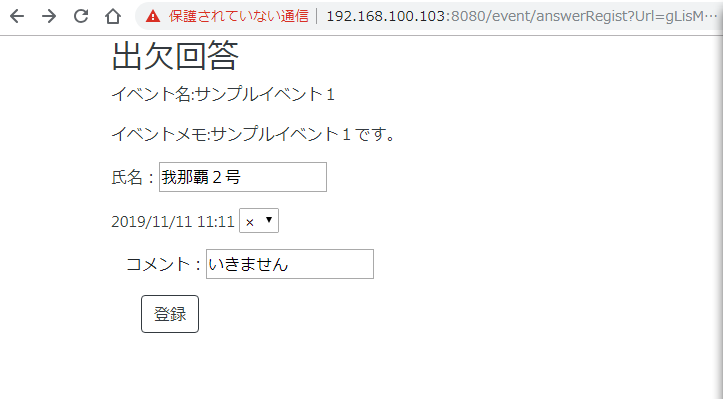 保護されていない通信 | 192.168.100.103:8080/event/answerRegist?Url=gLisM…
出欠回答
イベント名:サンプルイベント１
イベントメモ:サンプルイベント１です。
氏名：我那覇２号
2019/11/11 11:11 ×
コメント：いきません
登録